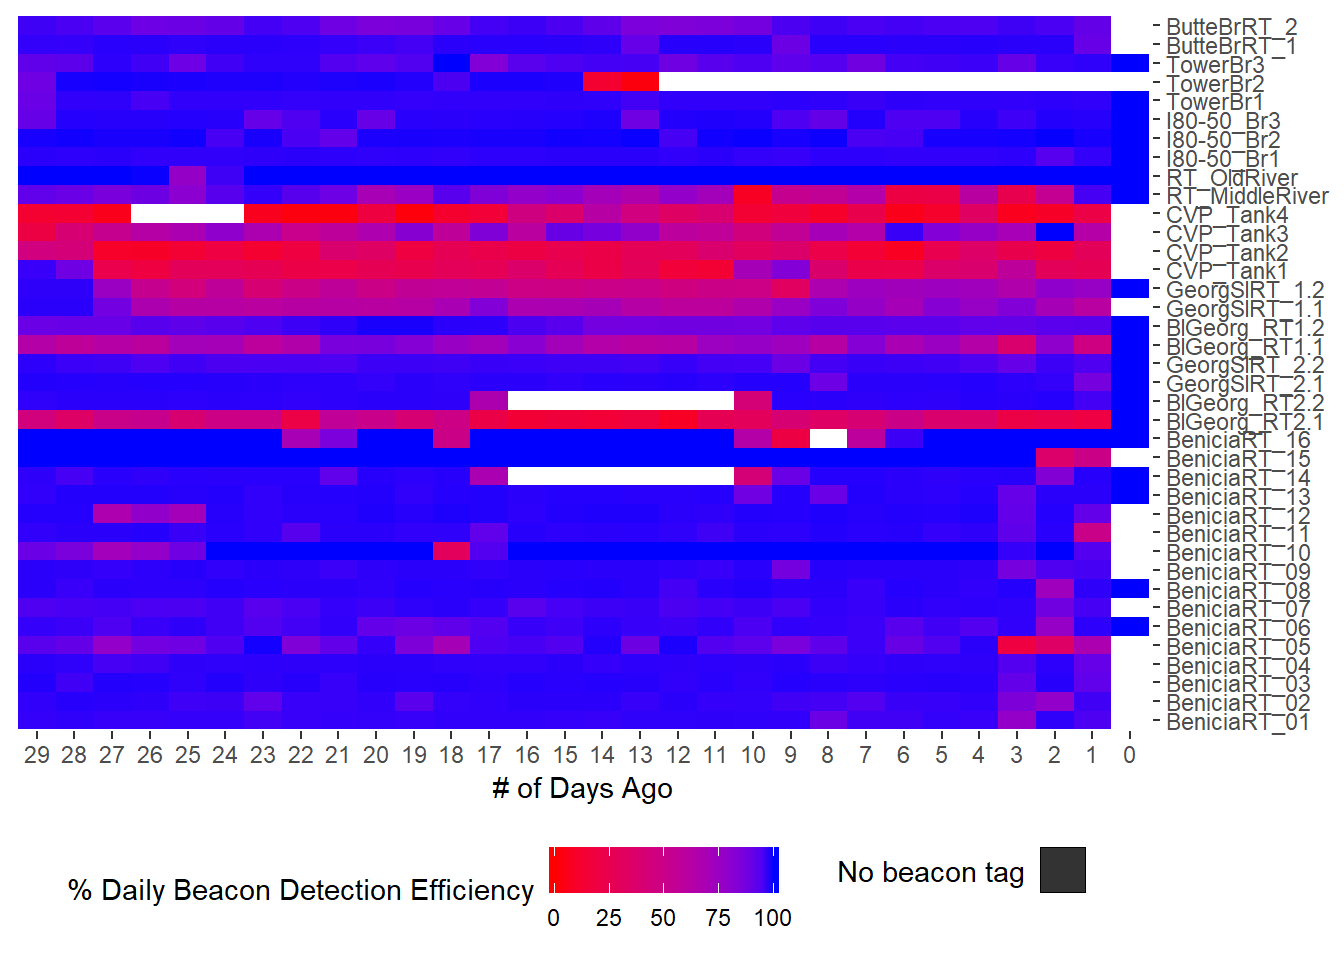 ButteBrRT_2
ButteBrRT_1
TowerBr3
TowerBr2
TowerBr1
I80-50_Br3
I80-50_Br2
I80-50_Br1
RT_OldRiver
RT_MiddleRiver
CVP_Tank4
CVP_Tank3
CVP_Tank2
CVP_Tank1
GeorgSlRT_1.2
GeorgSlRT_1.1
BlGeorg_RT1.2
BlGeorg_RT1.1
GeorgSlRT_2.2
GeorgSlRT_2.1
BlGeorg_RT2.2
BlGeorg_RT2.1
BeniciaRT_16
BeniciaRT_15
BeniciaRT_14
BeniciaRT_13
BeniciaRT_12
BeniciaRT_11
BeniciaRT_10
BeniciaRT_09
BeniciaRT_08
BeniciaRT_07
BeniciaRT_06
BeniciaRT_05
BeniciaRT_04
BeniciaRT_03
BeniciaRT_02
BeniciaRT_01
29 28 27 26 25 24 23 22 21 20 19 18 17 16 15 14 13 12 11 10 9 8 7 6 5 4 3 2 1 0
# of Days Ago
% Daily Beacon Detection Efficiency
0 25 50 75 100
No beacon tag